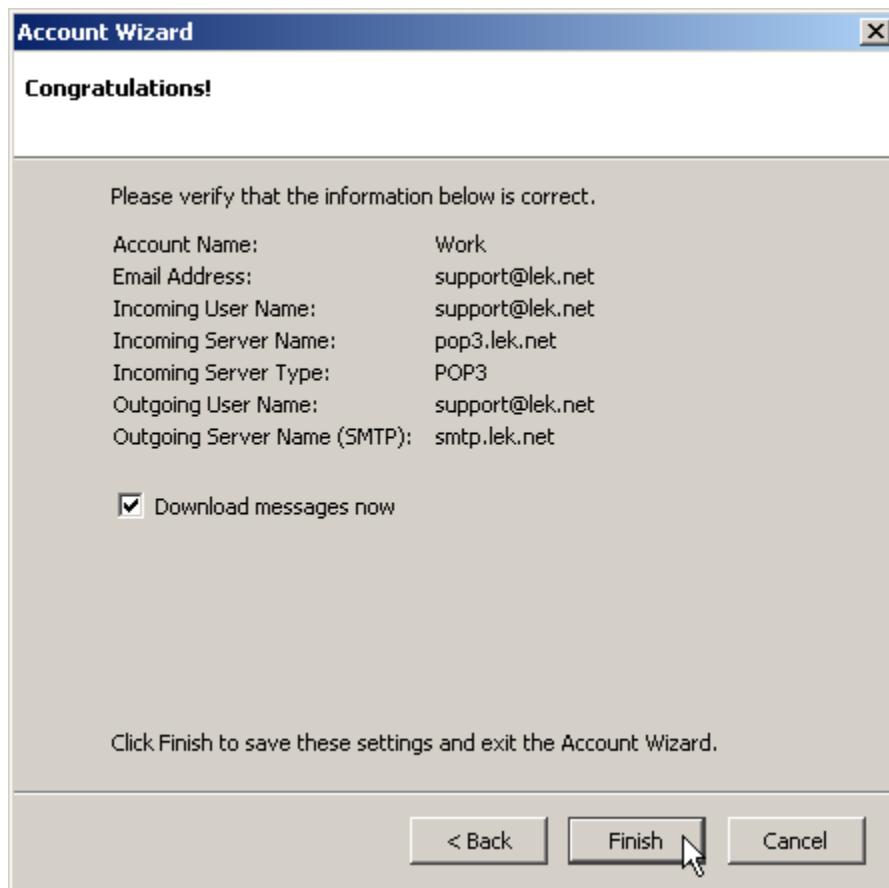 Account Wizard
Congratulations!
Please verify that the information below is correct.
Account Name: Work
Email Address: support@lek.net
Incoming User Name: support@lek.net
Incoming Server Name: pop3.lek.net
Incoming Server Type: POP3
Outgoing User Name: support@lek.net
Outgoing Server Name (SMTP): smtp.lek.net
Download messages now
Click Finish to save these settings and exit the Account Wizard.
< Back Finish Cancel